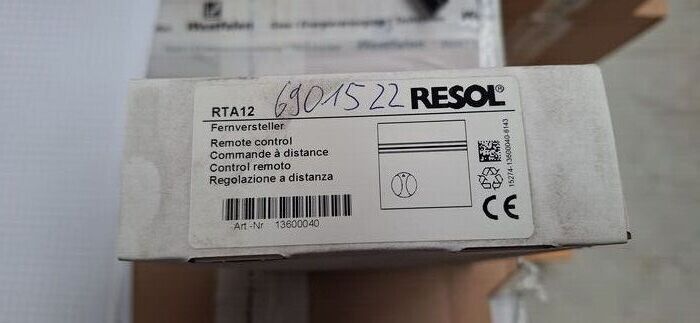 Westfalen
RTA12 6901522 RESOL®
Fernversteller
Remote control
Commande à distance
Control remoto
Regolazione a distanza
Art.-Nr 13600040
15274-13600040-8143
CE